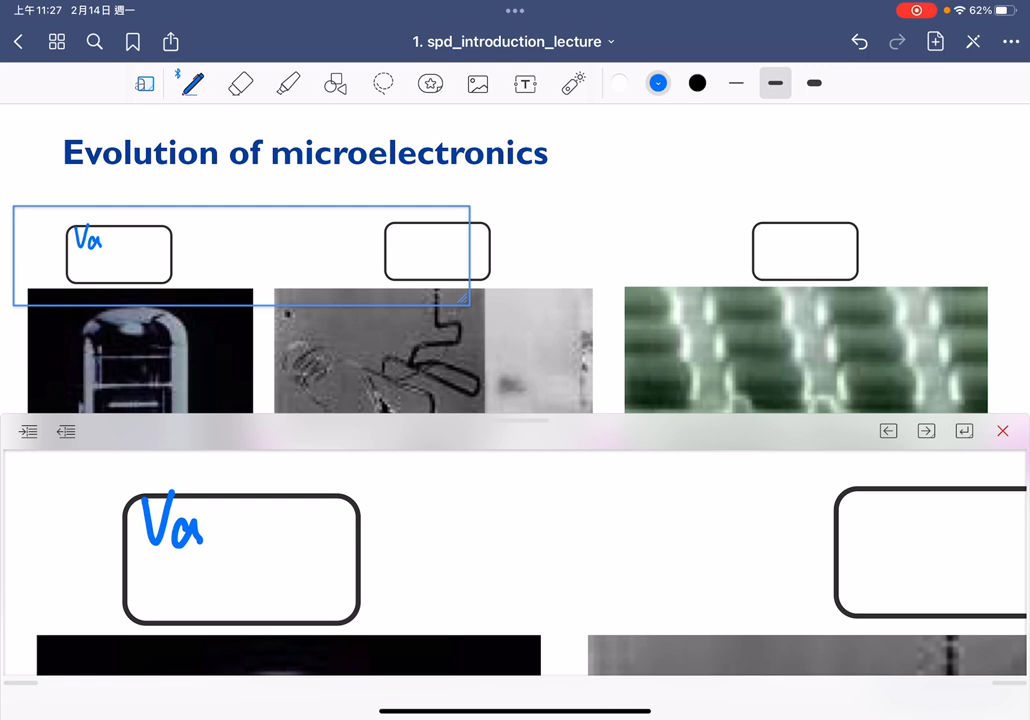 上午11:27 2月14日 週一
62%
1. spd_introduction_lecture
T
Evolution of microelectronics
Va
Va